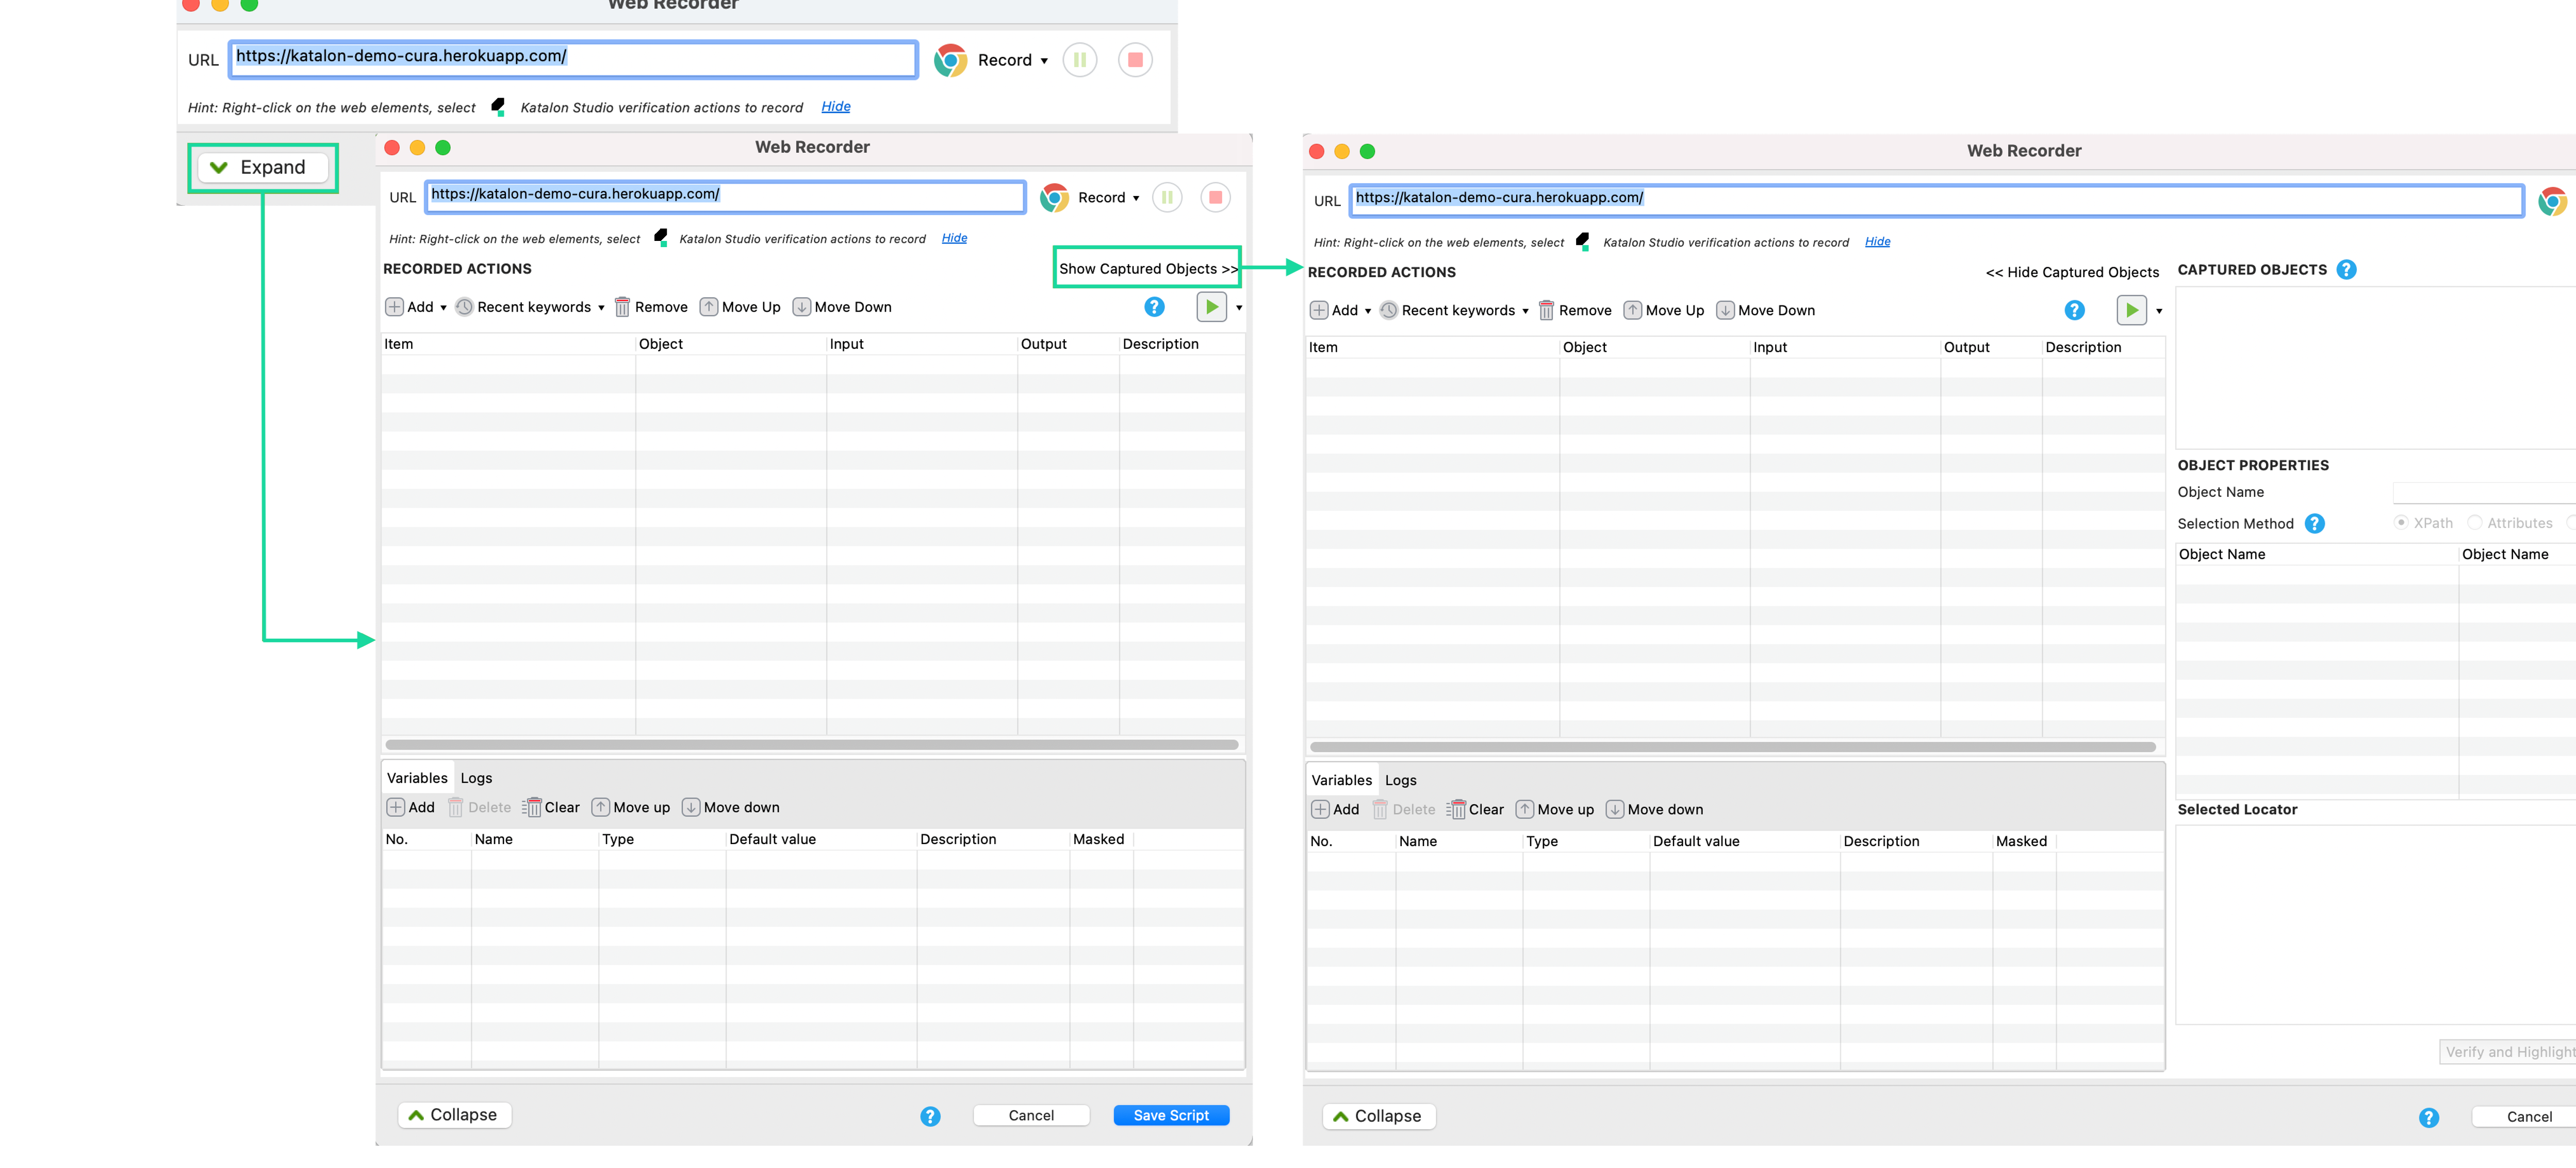 Web Recorder
URL https://katalon-demo-cura.herokuapp.com/ Record
Hint: Right-click on the web elements, select Katalon Studio verification actions to record Hide
Expand
Web Recorder
URL https://katalon-demo-cura.herokuapp.com/ Record
Hint: Right-click on the web elements, select Katalon Studio verification actions to record Hide
RECORDED ACTIONS Show Captured Objects >>
Add Recent keywords Remove Move Up Move Down ?
Item Object Input Output Description
Variables Logs
Add Delete Clear Move up Move down
No. Name Type Default value Description Masked
Collapse ? Cancel Save Script
Web Recorder
URL https://katalon-demo-cura.herokuapp.com/
Hint: Right-click on the web elements, select Katalon Studio verification actions to record Hide
RECORDED ACTIONS << Hide Captured Objects
Add Recent keywords Remove Move Up Move Down ?
Item Object Input Output Description
Variables Logs
Add Delete Clear Move up Move down
No. Name Type Default value Description Masked
CAPTURED OBJECTS ?
OBJECT PROPERTIES
Object Name
Selection Method ? XPath Attributes
Object Name Object Name
Selected Locator
Verify and Highlight
Collapse ? Cancel